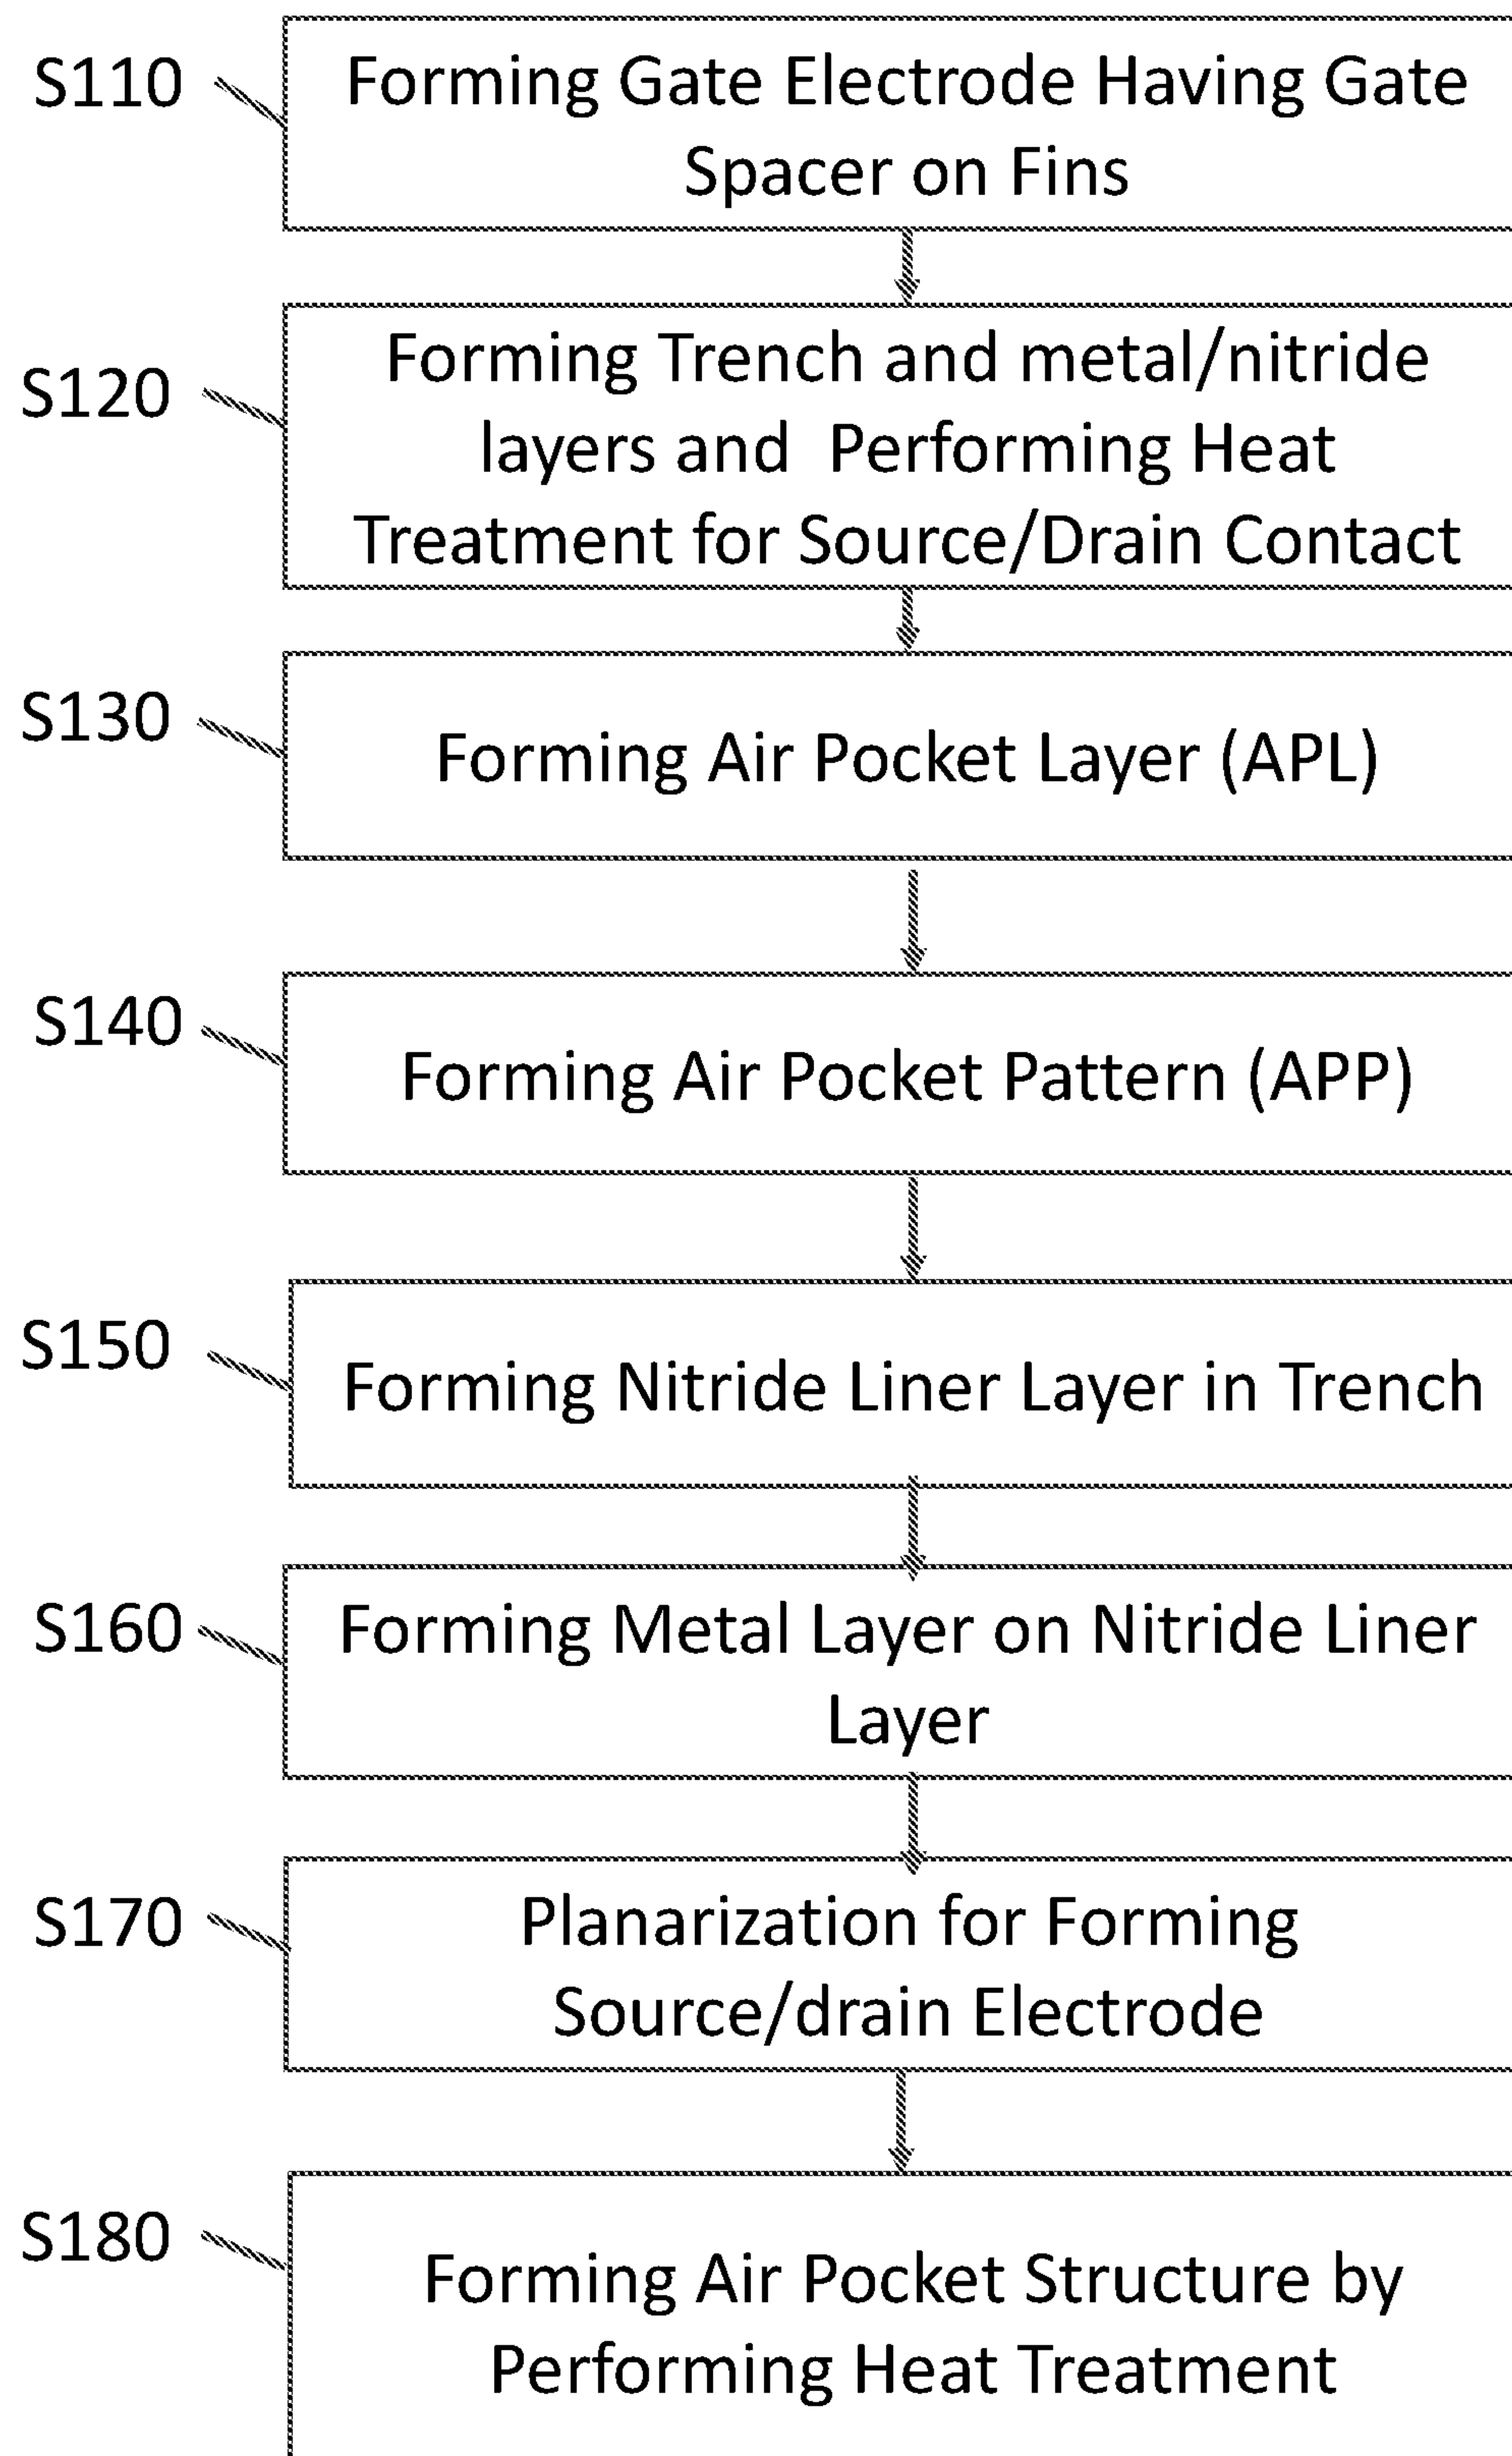 S110
Forming Gate Electrode Having Gate
Spacer on Fins
S120
Forming Trench and metal/nitride
layers and  Performing Heat
Treatment for Source/Drain Contact
S130
Forming Air Pocket Layer (APL)
S140
Forming Air Pocket Pattern (APP)
S150
Forming Nitride Liner Layer in Trench
S160
Forming Metal Layer on Nitride Liner
Layer
S170
Planarization for Forming
Source/drain Electrode
S180
Forming Air Pocket Structure by
Performing Heat Treatment